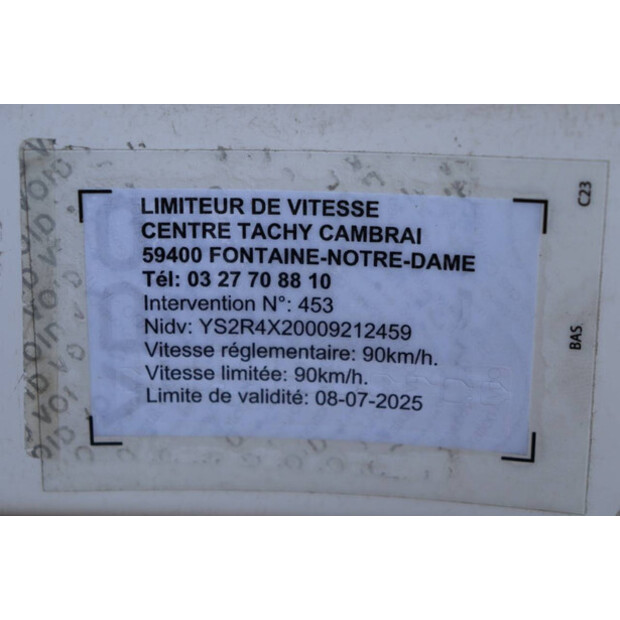 LIMITEUR DE VITESSE
CENTRE TACHY CAMBRAI
59400 FONTAINE-NOTRE-DAME
Tél: 03 27 70 88 10
Intervention N°: 453
Nidv: YS2R4X20009212459
Vitesse réglementaire: 90km/h.
Vitesse limitée: 90km/h.
Limite de validité: 08-07-2025
C23
BAS